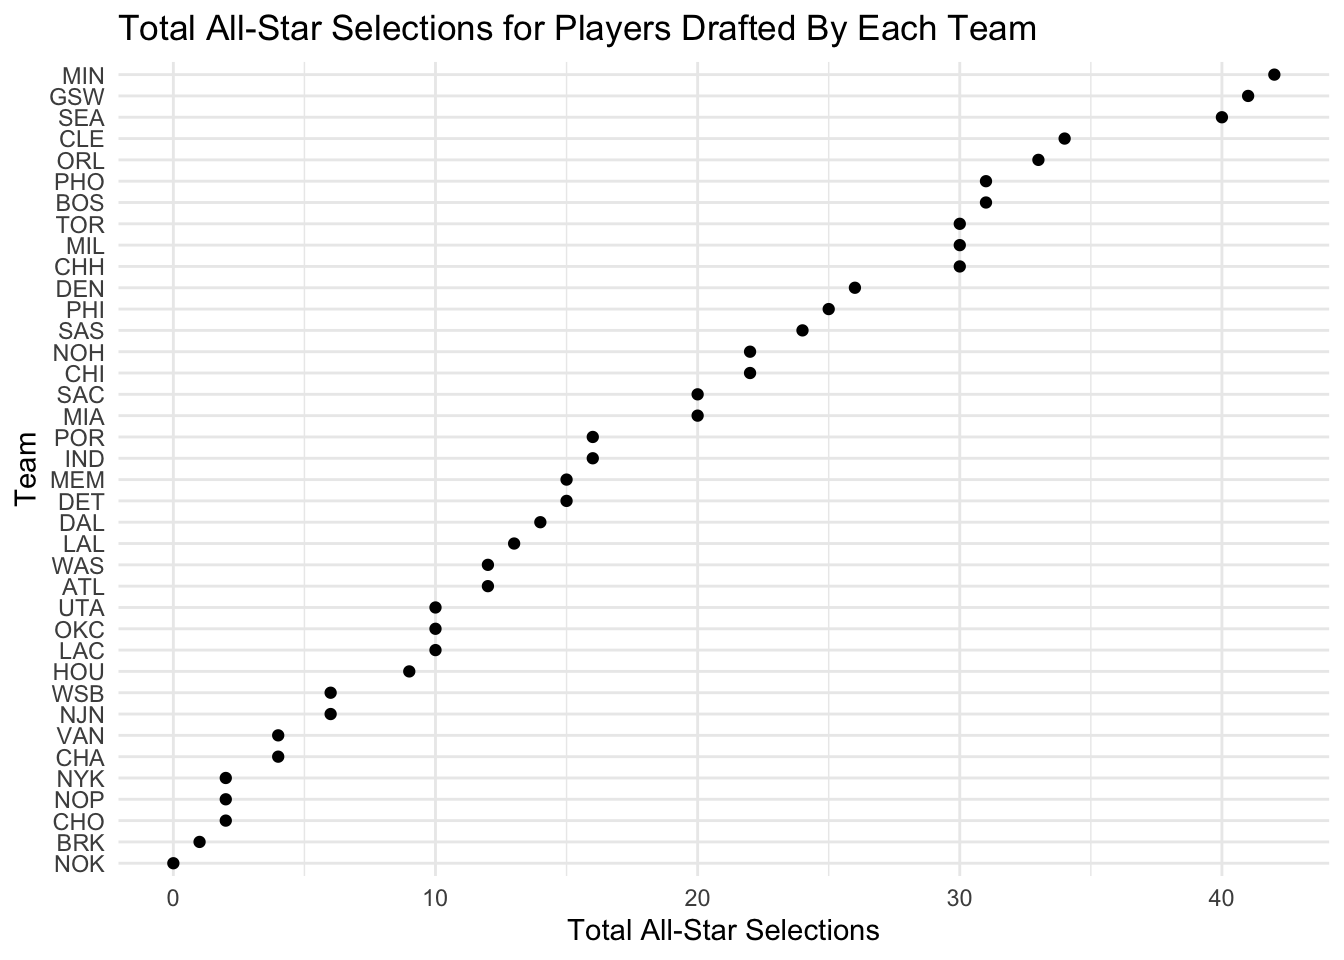 Total All-Star Selections for Players Drafted By Each Team
MIN
GSW
SEA
CLE
ORL
PHO
BOS
TOR
MIL
CHH
DEN
PHI
SAS
NOH
CHI
SAC
MIA
POR
IND
MEM
DET
DAL
LAL
WAS
ATL
UTA
OKC
LAC
HOU
WSB
NJN
VAN
CHA
NYK
NOP
CHO
BRK
NOK
Team
0 10 20 30 40
Total All-Star Selections